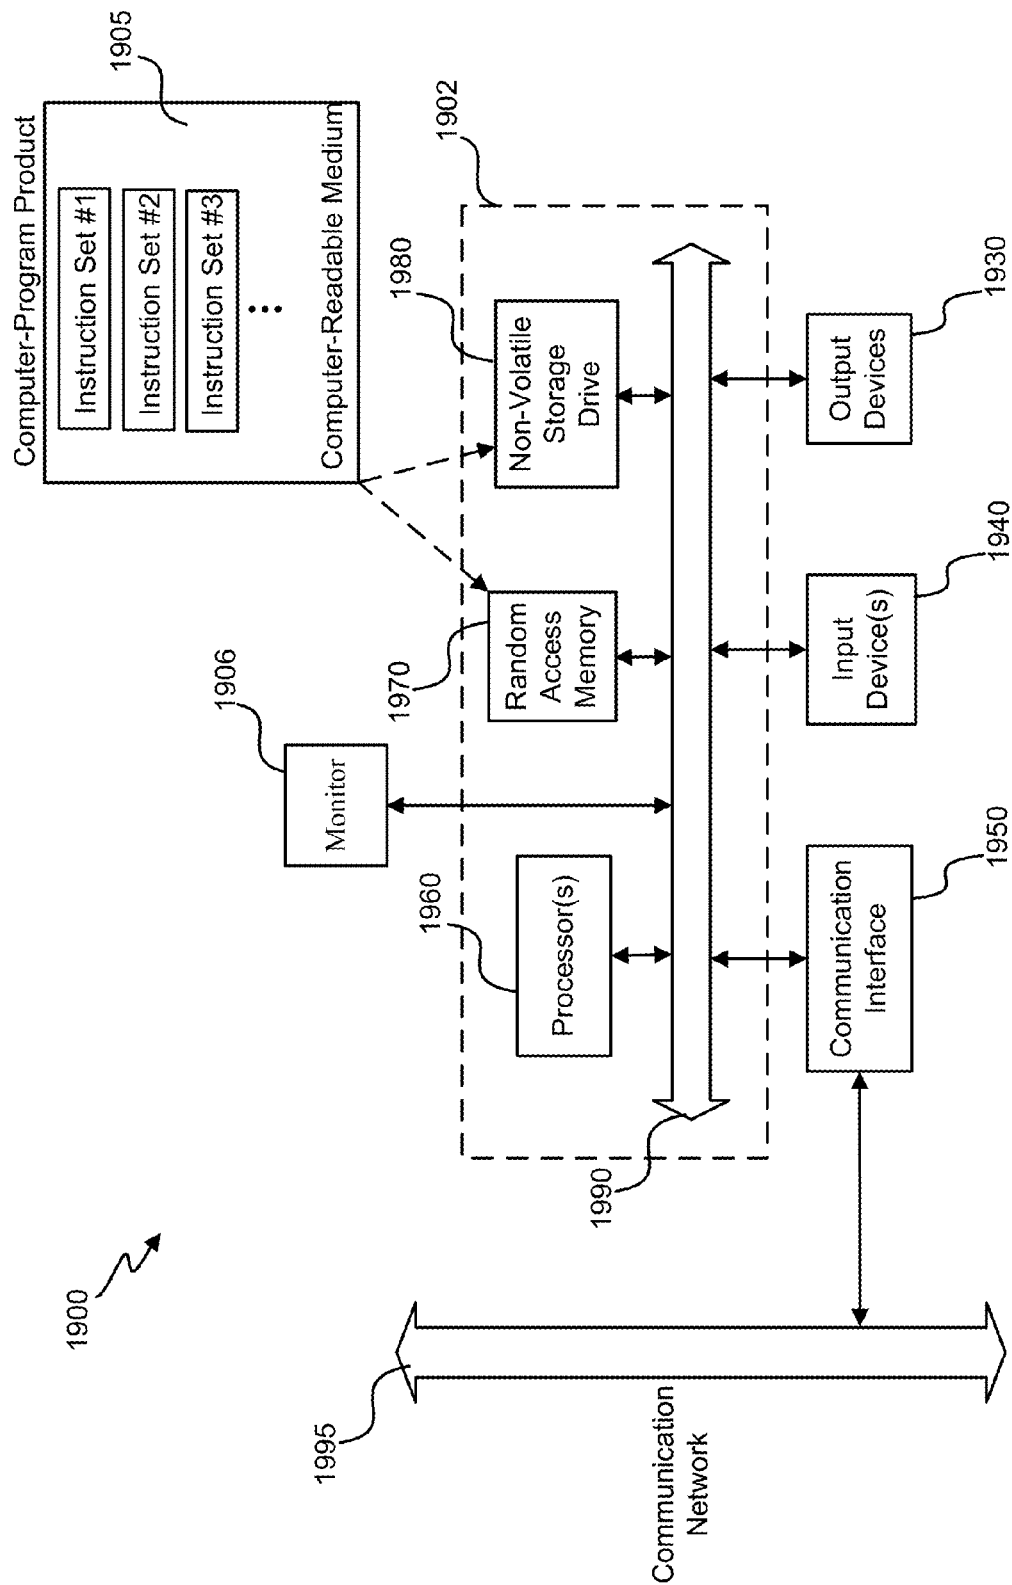 Computer-Program Product
Instruction Set #1
Instruction Set #2
Instruction Set #3
Computer-Readable Medium
1905
1900
1906
Monitor
1902
1960
Processor(s)
1970
Random
Access
Memory
1980
Non-Volatile
Storage
Drive
1990
1995
Communication
Network
Communication
Interface
1950
Input
Device(s)
1940
Output
Devices
1930